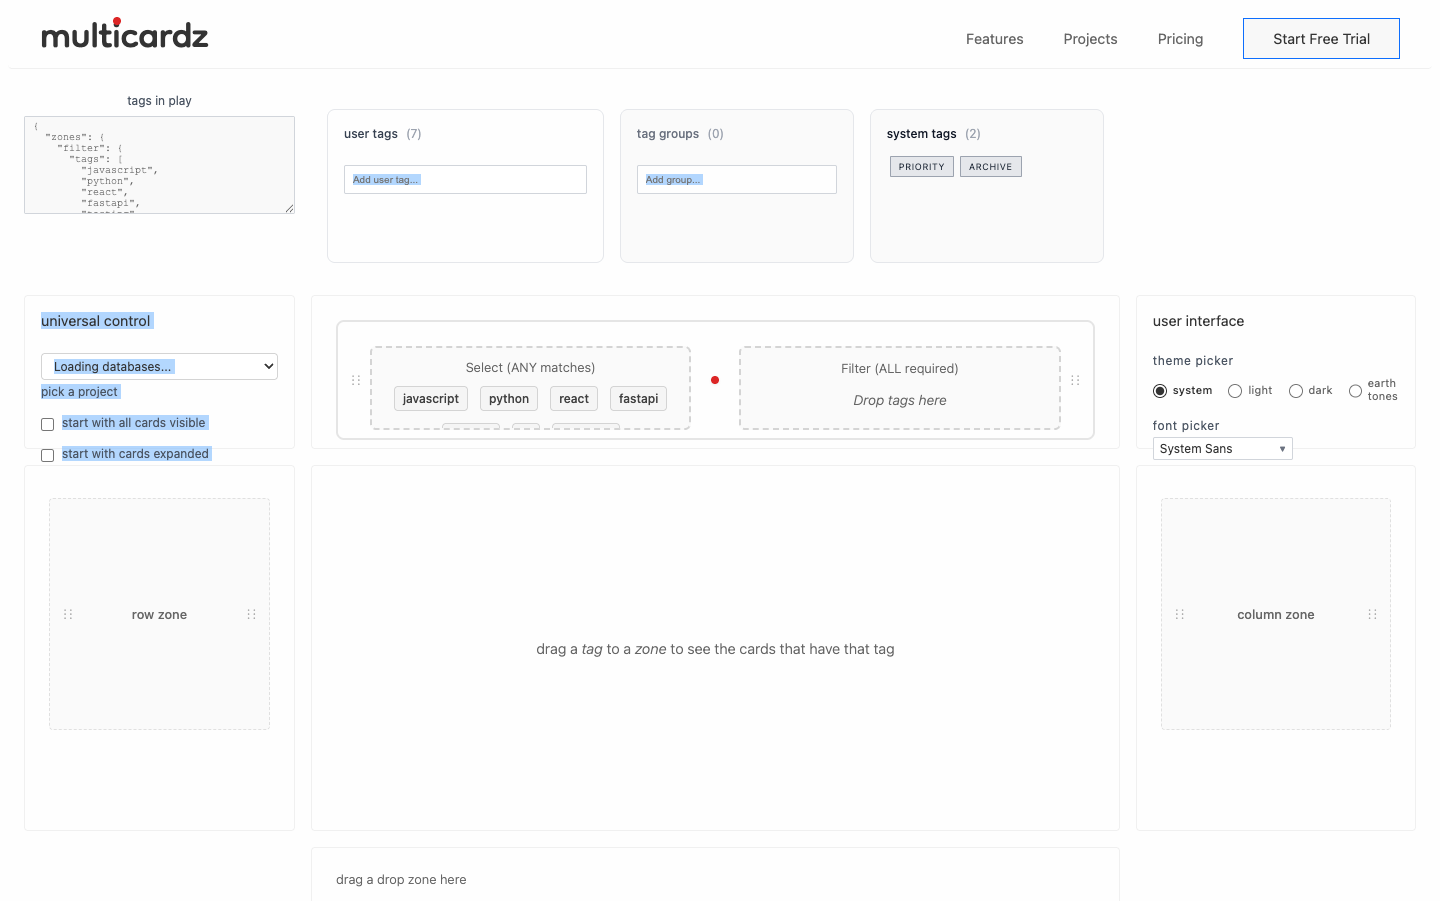 multicardz
Features
Projects
Pricing
Start Free Trial
tags in play
{
"zones": {
"filter": {
"tags": [
"javascript",
"python",
"react",
"fastapi",
user tags (7)
Add user tag...
tag groups (0)
Add group...
system tags (2)
PRIORITY ARCHIVE
universal control
Loading databases...
pick a project
start with all cards visible
start with cards expanded
Select (ANY matches)
javascript python react fastapi
Filter (ALL required)
Drop tags here
user interface
theme picker
system light dark earth tones
font picker
System Sans
row zone
drag a tag to a zone to see the cards that have that tag
column zone
drag a drop zone here